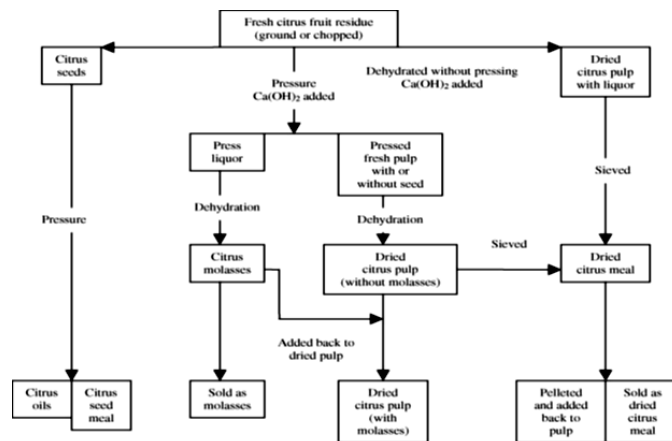 Fresh citrus fruit residue
(ground or chopped)
Citrus
seeds
Pressure
Ca(OH)₂ added
Dehydrated without pressing
Ca(OH)₂ added
Dried
citrus pulp
with liquor
Press
liquor
Pressed
fresh pulp
with or
without seed
Sieved
Pressure
Dehydration
Dehydration
Citrus
molasses
Dried
citrus pulp
(without molasses)
Sieved
Dried
citrus meal
Added back to
dried pulp
Citrus
oils
Citrus
seed
meal
Sold as
molasses
Dried
citrus pulp
(with
molasses)
Pelleted
and added
back to
pulp
Sold as
dried
citrus
meal